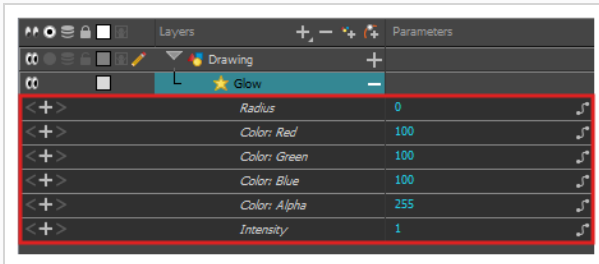 Layers Parameters
Drawing
Glow
Radius 0
Color: Red 100
Color: Green 100
Color: Blue 100
Color: Alpha 255
Intensity 1